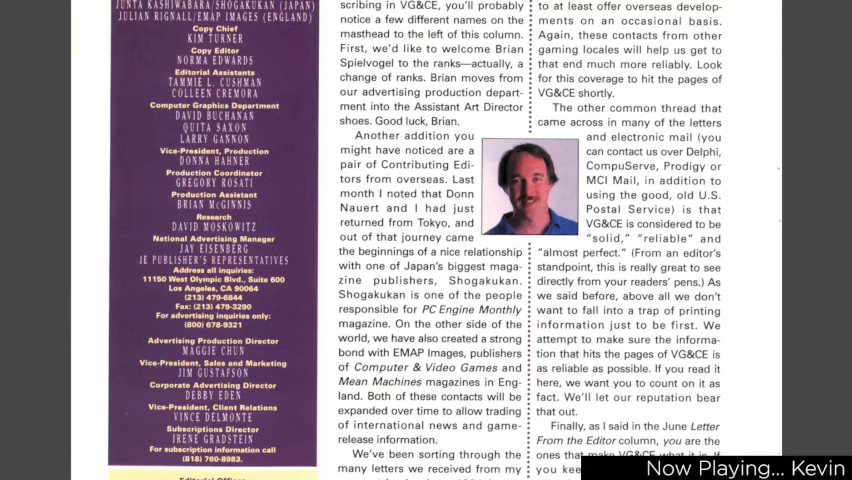 JUNTA KASHIWABARA/SHOGAKUKAN (JAPAN)
JULIAN RIGNALL/EMAP IMAGES (ENGLAND)
Copy Chief
KIM TURNER
Copy Editor
NORMA EDWARDS
Editorial Assistants
TAMMIE L. CUSHMAN
COLLEEN CREMORA
Computer Graphics Department
DAVID BUCHANAN
QUITA SAXON
LARRY GANNON
Vice-President, Production
DONNA HAHNER
Production Coordinator
GREGORY ROSATI
Production Assistant
BRIAN McGINNIS
Research
DAVID MOSKOWITZ
National Advertising Manager
JAY EISENBERG
JE PUBLISHER'S REPRESENTATIVES
Address all inquiries:
11150 West Olympic Blvd., Suite 600
Los Angeles, CA 90064
(213) 479-6844
Fax: (213) 479-3290
For advertising inquiries only:
(800) 678-9321
Advertising Production Director
MAGGIE CHUN
Vice-President, Sales and Marketing
JIM GUSTAFSON
Corporate Advertising Director
DEBBY EDEN
Vice-President, Client Relations
VINCE DELMONTE
Subscriptions Director
IRENE GRADSTEIN
For subscription information call
(818) 760-8983.
Editorial Offices
scribing in VG&CE, you'll probably
notice a few different names on the
masthead to the left of this column.
First, we'd like to welcome Brian
Spielvogel to the ranks—actually, a
change of ranks. Brian moves from
our advertising production depart-
ment into the Assistant Art Director
shoes. Good luck, Brian.
Another addition you
might have noticed are a
pair of Contributing Edi-
tors from overseas. Last
month I noted that Donn
Nauert and I had just
returned from Tokyo, and
out of that journey came
the beginnings of a nice relationship
with one of Japan's biggest maga-
zine publishers, Shogakukan.
Shogakukan is one of the people
responsible for PC Engine Monthly
magazine. On the other side of the
world, we have also created a strong
bond with EMAP Images, publishers
of Computer & Video Games and
Mean Machines magazines in Eng-
land. Both of these contacts will be
expanded over time to allow trading
of international news and game-
release information.
We've been sorting through the
many letters we received from my
to at least offer overseas develop-
ments on an occasional basis.
Again, these contacts from other
gaming locales will help us get to
that end much more reliably. Look
for this coverage to hit the pages of
VG&CE shortly.
The other common thread that
came across in many of the letters
and electronic mail (you
can contact us over Delphi,
CompuServe, Prodigy or
MCI Mail, in addition to
using the good, old U.S.
Postal Service) is that
VG&CE is considered to be
"solid," "reliable" and
"almost perfect." (From an editor's
standpoint, this is really great to see
directly from your readers' pens.) As
we said before, above all we don't
want to fall into a trap of printing
information just to be first. We
attempt to make sure the informa-
tion that hits the pages of VG&CE is
as reliable as possible. If you read it
here, we want you to count on it as
fact. We'll let our reputation bear
that out.
Finally, as I said in the June Letter
From the Editor column, you are the
ones that make VG&CE what it is. If
you kee
Now Playing... Kevin